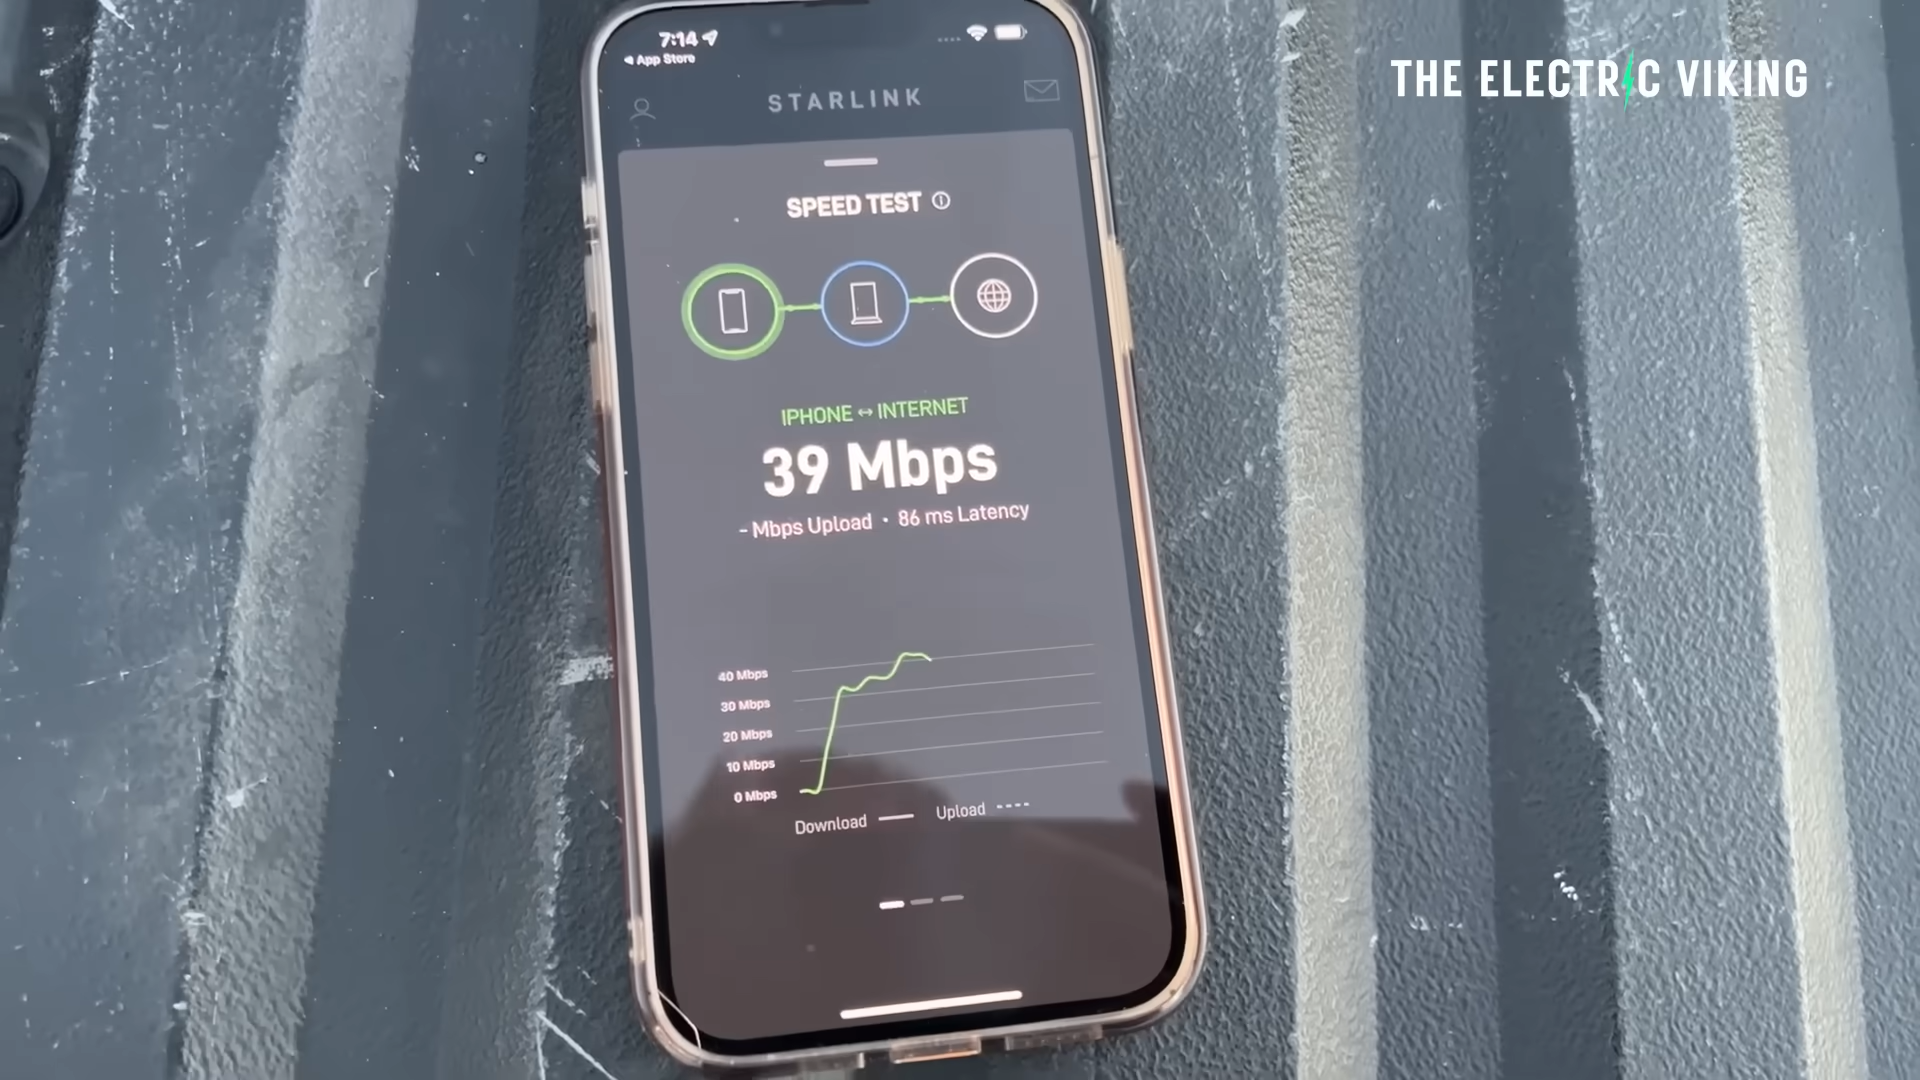 7:14
App Store
THE ELECTRIC VIKING
STARLINK
SPEED TEST
IPHONE ↔ INTERNET
39 Mbps
- Mbps Upload • 86 ms Latency
40 Mbps
30 Mbps
20 Mbps
10 Mbps
0 Mbps
Download
Upload